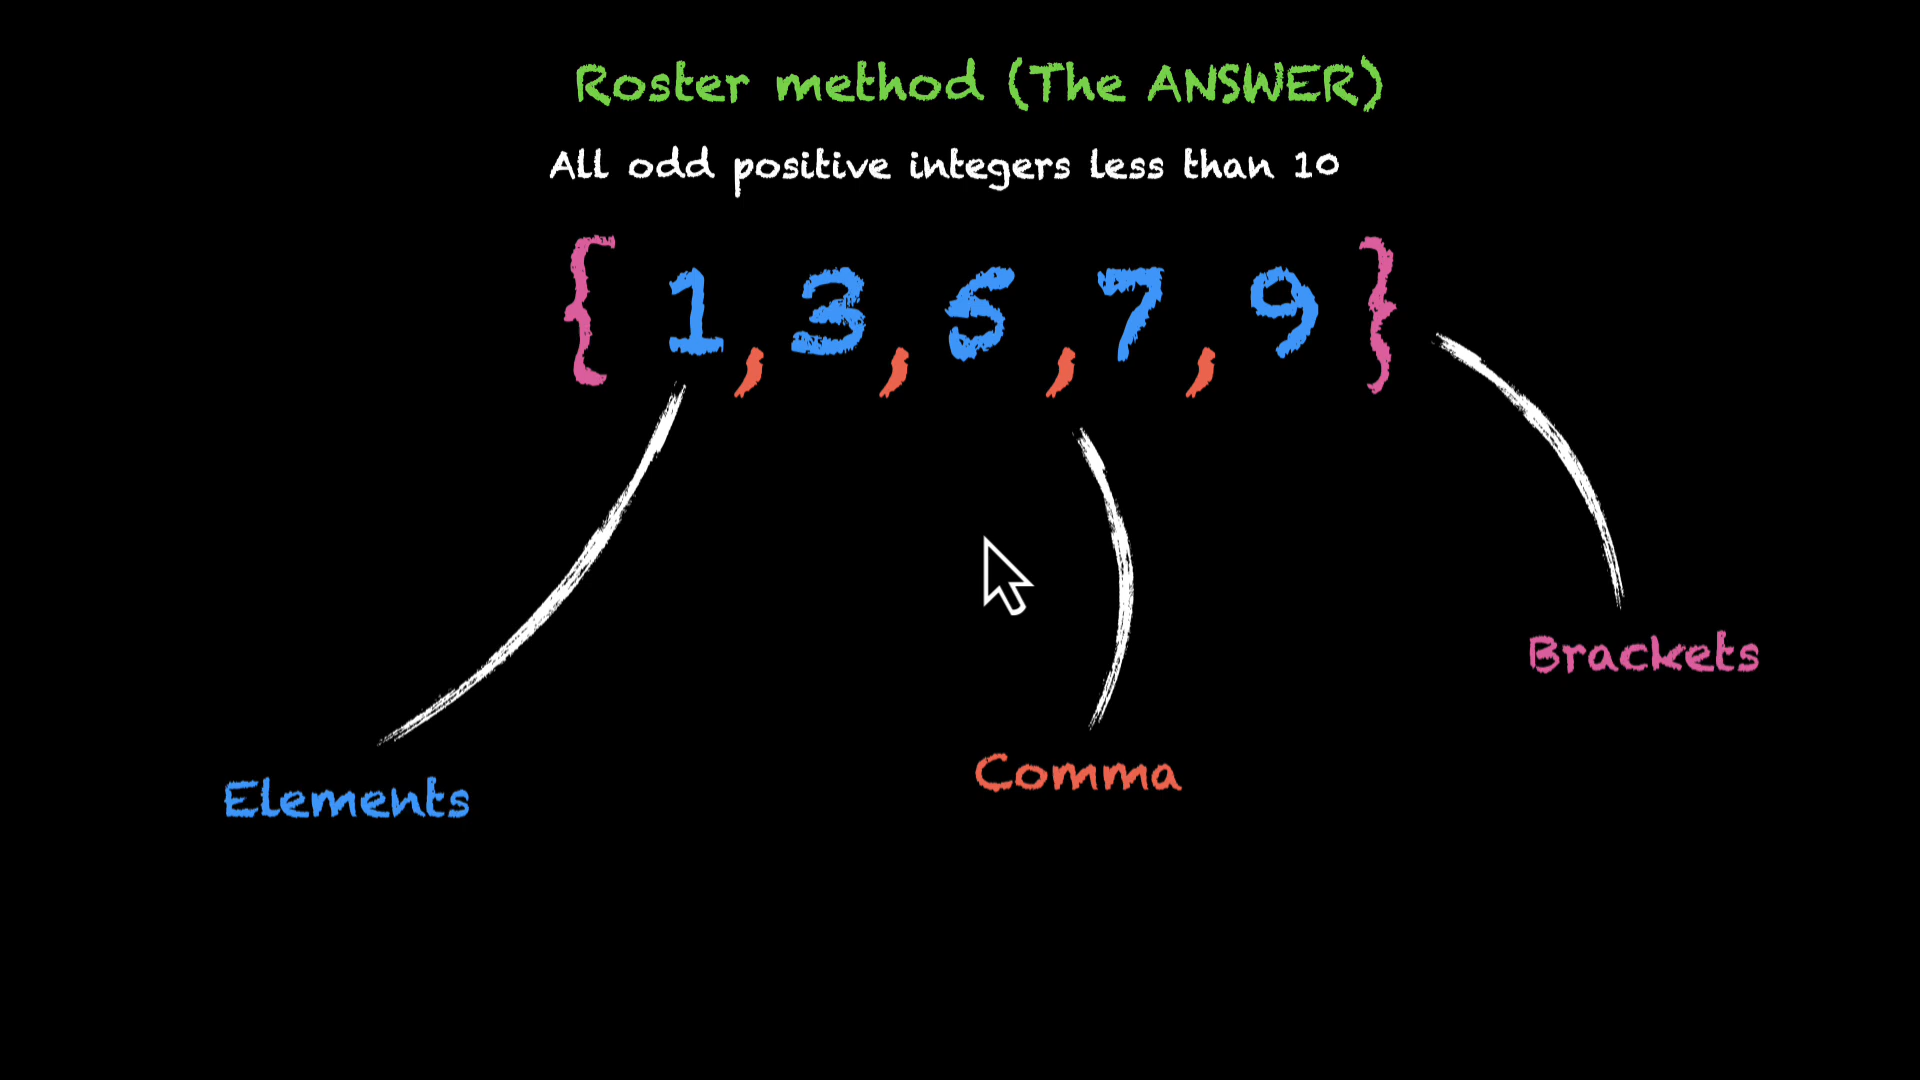 Roster method (The ANSWER)
All odd positive integers less than 10
{ 1, 3, 5, 7, 9 }
Brackets
Comma
Elements